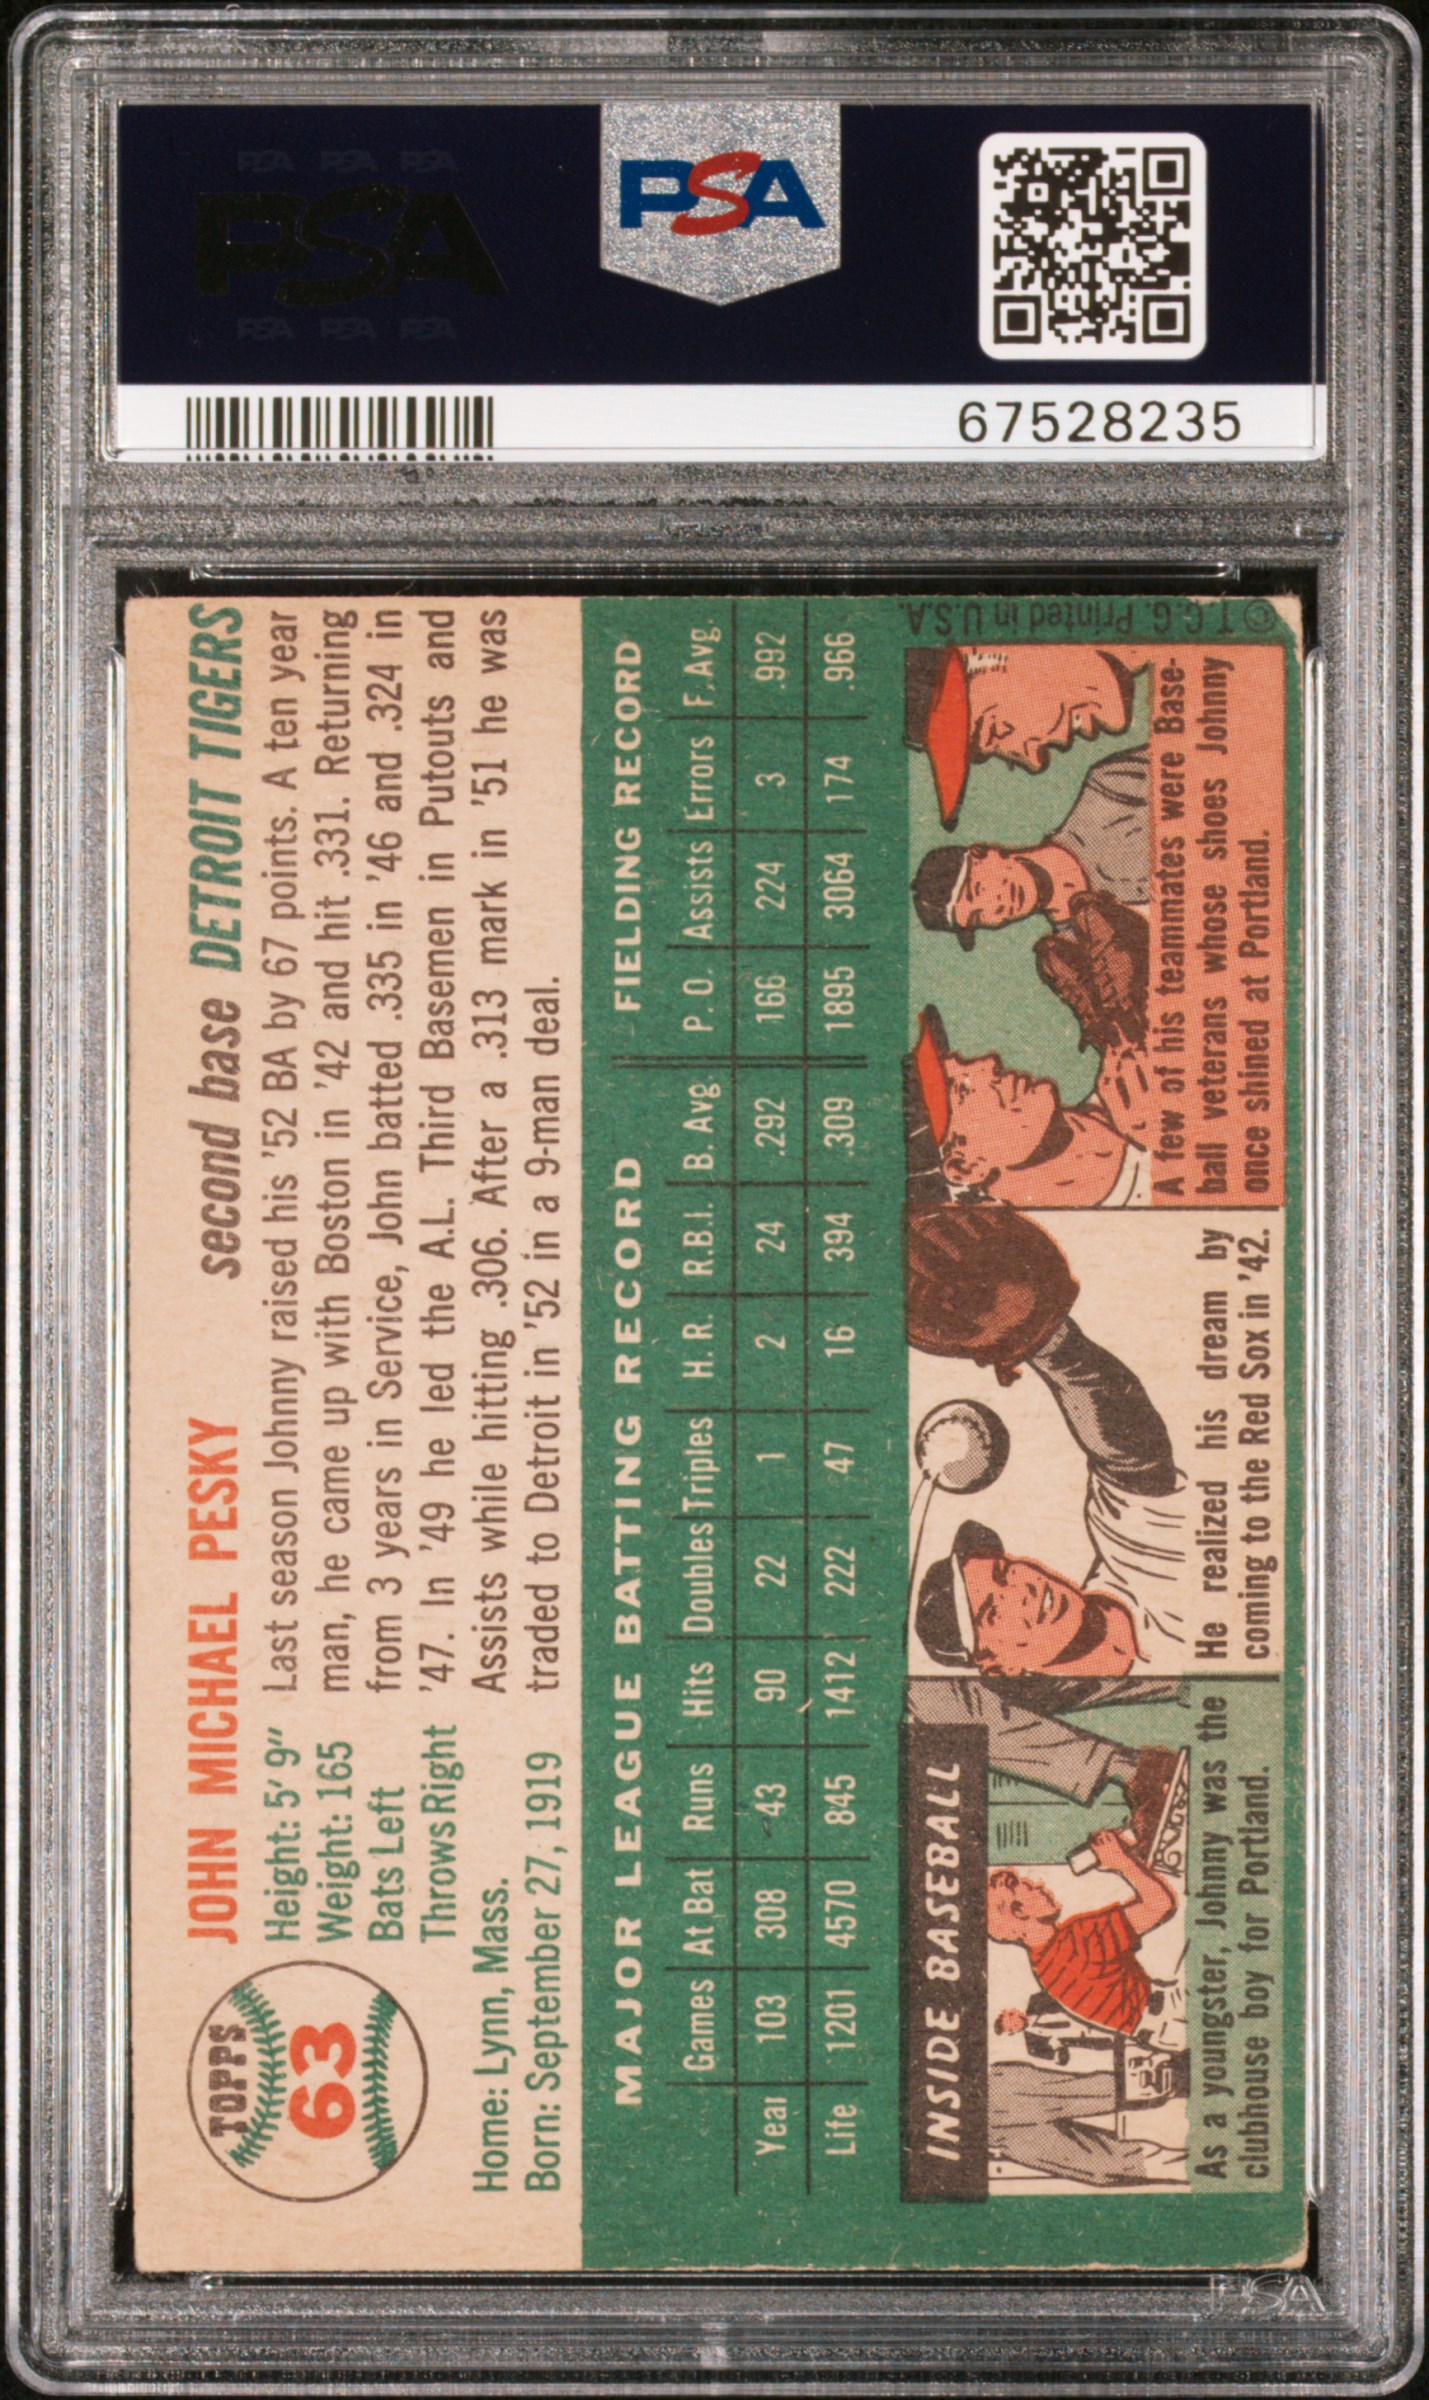 PSA PSA PSA
PSA
PSA PSA PSA
PSA
67528235
TOPPS
63
JOHN MICHAEL PESKY second base DETROIT TIGERS
Height: 5' 9"
Weight: 165
Bats Left
Throws Right
Home: Lynn, Mass.
Born: September 27, 1919
Last season Johnny raised his '52 BA by 67 points. A ten year
man, he came up with Boston in '42 and hit .331. Returning
from 3 years in Service, John batted .335 in '46 and .324 in
'47. In '49 he led the A.L. Third Basemen in Putouts and
Assists while hitting .306. After a .313 mark in '51 he was
traded to Detroit in '52 in a 9-man deal.
MAJOR LEAGUE BATTING RECORD FIELDING RECORD
Games At Bat Runs Hits Doubles Triples H. R. R.B.I. B. Avg. P. O. Assists Errors F. Avg.
Year 103 308 43 90 22 1 2 24 .292 166 224 3 .992
Life 1201 4570 845 1412 222 47 16 394 .309 1895 3064 174 .966
INSIDE BASEBALL
As a youngster, Johnny was the
clubhouse boy for Portland.
He realized his dream by
coming to the Red Sox in '42.
A few of his teammates were Base-
ball veterans whose shoes Johnny
once shined at Portland.
© T.C.G. Printed in U.S.A.
PSA